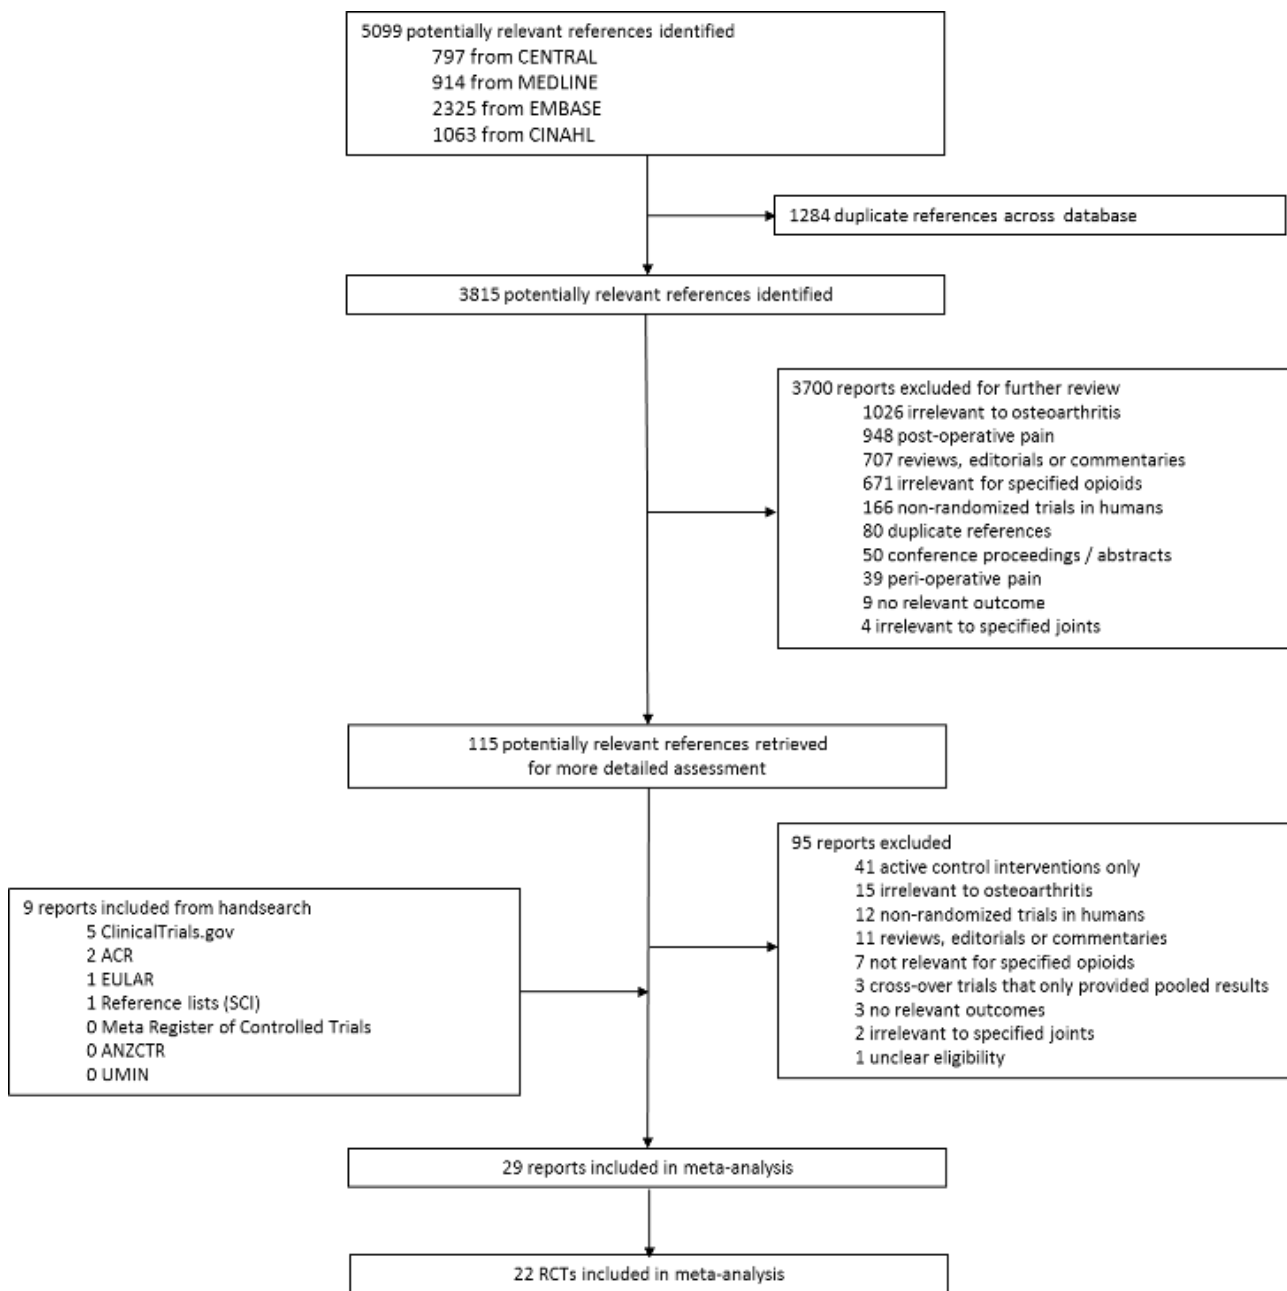 5099 potentially relevant references identified
797 from CENTRAL
914 from MEDLINE
2325 from EMBASE
1063 from CINAHL
1284 duplicate references across database
3815 potentially relevant references identified
3700 reports excluded for further review
1026 irrelevant to osteoarthritis
948 post-operative pain
707 reviews, editorials or commentaries
671 irrelevant for specified opioids
166 non-randomized trials in humans
80 duplicate references
50 conference proceedings / abstracts
39 peri-operative pain
9 no relevant outcome
4 irrelevant to specified joints
115 potentially relevant references retrieved
for more detailed assessment
95 reports excluded
41 active control interventions only
15 irrelevant to osteoarthritis
12 non-randomized trials in humans
11 reviews, editorials or commentaries
7 not relevant for specified opioids
3 cross-over trials that only provided pooled results
3 no relevant outcomes
2 irrelevant to specified joints
1 unclear eligibility
9 reports included from handsearch
5 ClinicalTrials.gov
2 ACR
1 EULAR
1 Reference lists (SCI)
0 Meta Register of Controlled Trials
0 ANZCTR
0 UMIN
29 reports included in meta-analysis
22 RCTs included in meta-analysis